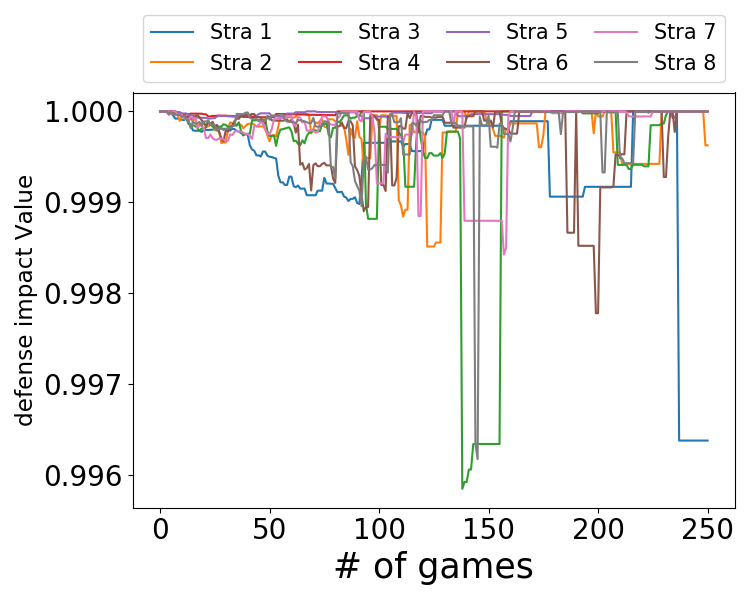 Stra 1 Stra 3 Stra 5 Stra 7
Stra 2 Stra 4 Stra 6 Stra 8
1.000
0.999
0.998
0.997
0.996
defense impact Value
0 50 100 150 200 250
# of games